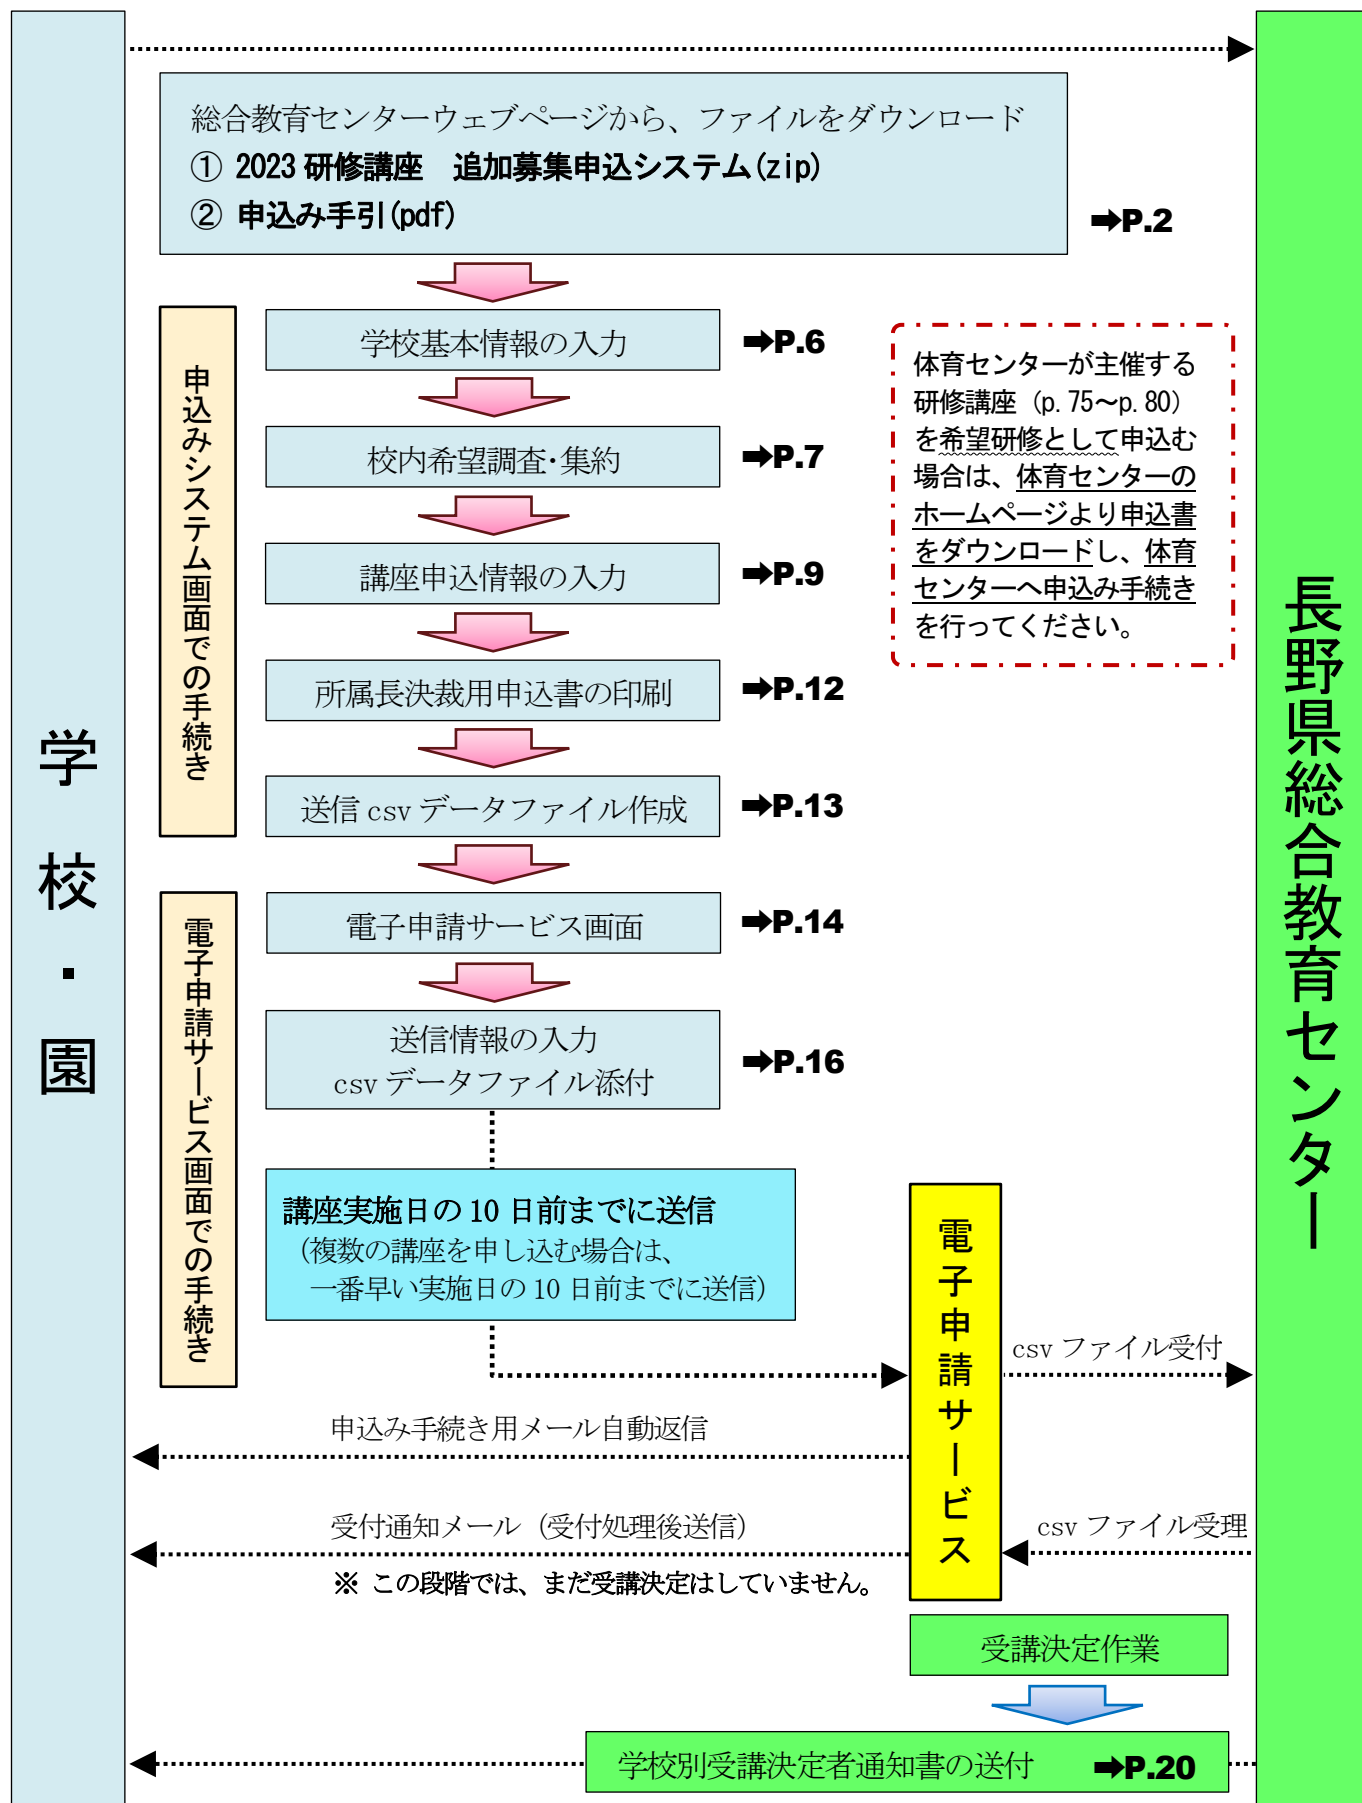 総合教育センターウェブページから、ファイルをダウンロード
① 2023 研修講座　追加募集申込システム(zip)
② 申込み手引(pdf)
➡P.2
申込みシステム画面での手続き
学校基本情報の入力
➡P.6
校内希望調査・集約
➡P.7
講座申込情報の入力
➡P.9
所属長決裁用申込書の印刷
➡P.12
送信 csv データファイル作成
➡P.13
体育センターが主催する
研修講座（p.75～p.80）
を希望研修として申込む
場合は、体育センターの
ホームページより申込書
をダウンロードし、体育
センターへ申込み手続き
を行ってください。
学校・園
長野県総合教育センター
電子申請サービス画面での手続き
電子申請サービス画面
➡P.14
送信情報の入力
csv データファイル添付
➡P.16
講座実施日の 10 日前までに送信
（複数の講座を申し込む場合は、
一番早い実施日の 10 日前までに送信）
電子申請サービス
csv ファイル受付
申込み手続き用メール自動返信
受付通知メール（受付処理後送信）
csv ファイル受理
※ この段階では、まだ受講決定はしていません。
受講決定作業
学校別受講決定者通知書の送付　➡P.20